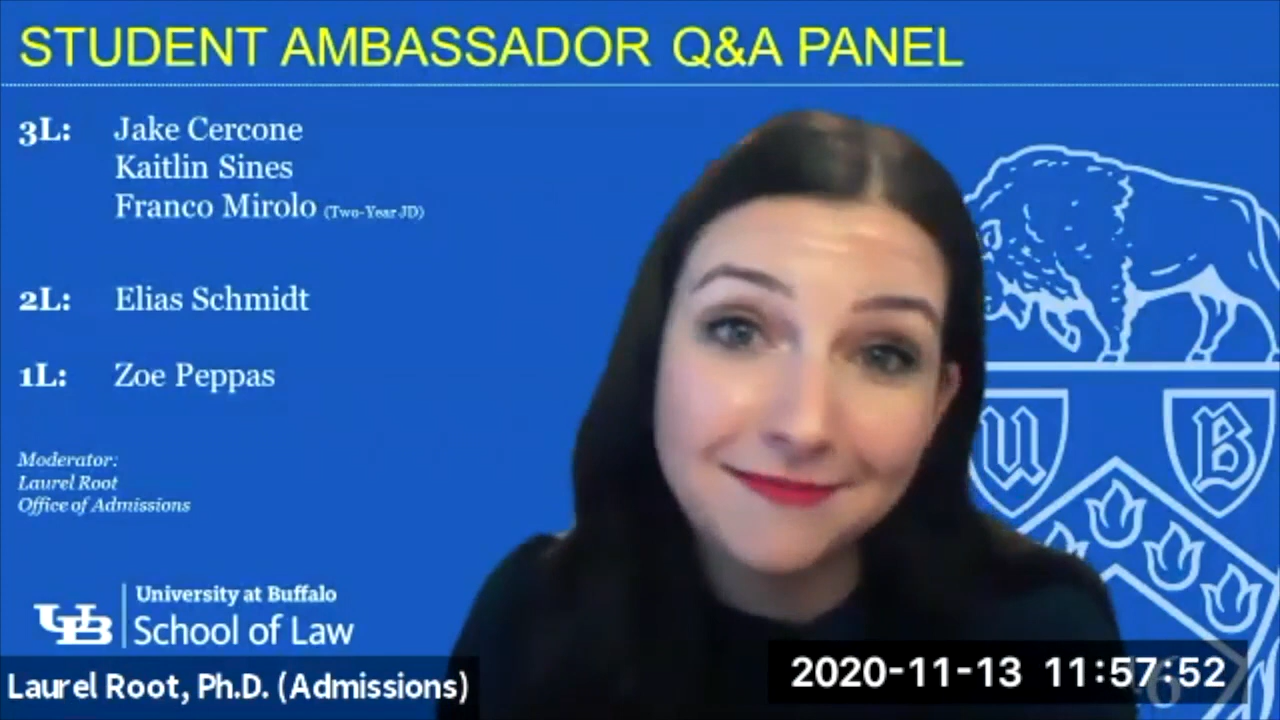 STUDENT AMBASSADOR Q&A PANEL
3L: Jake Cercone
Kaitlin Sines
Franco Mirolo (Two-Year JD)
2L: Elias Schmidt
1L: Zoe Peppas
Moderator:
Laurel Root
Office of Admissions
UB University at Buffalo
School of Law
U B
Laurel Root, Ph.D. (Admissions)
2020-11-13 11:57:52